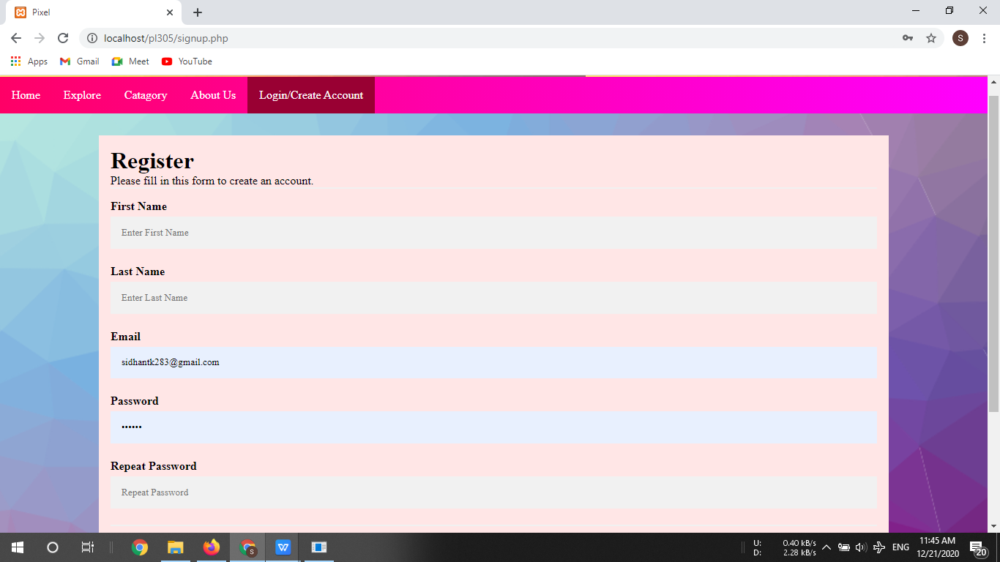 Pixel
localhost/pl305/signup.php
S
Apps Gmail Meet YouTube
Home Explore Catagory About Us Login/Create Account
Register
Please fill in this form to create an account.
First Name
Enter First Name
Last Name
Enter Last Name
Email
sidhantk283@gmail.com
Password
••••••
Repeat Password
Repeat Password
S
W
U: 0.40 kB/s
D: 2.28 kB/s
ENG
11:45 AM
12/21/2020
20